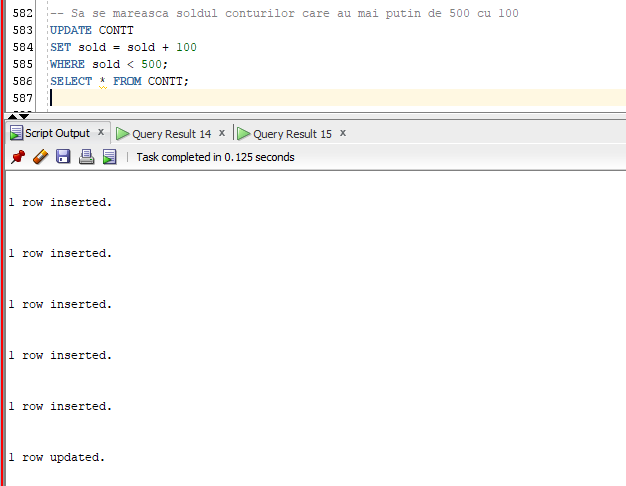 582 -- Sa se mareasca soldul conturilor care au mai putin de 500 cu 100
583 UPDATE CONTT
584 SET sold = sold + 100
585 WHERE sold < 500;
586 SELECT * FROM CONTT;
587
Script Output x Query Result 14 x Query Result 15 x
Task completed in 0.125 seconds
1 row inserted.
1 row inserted.
1 row inserted.
1 row inserted.
1 row inserted.
1 row updated.